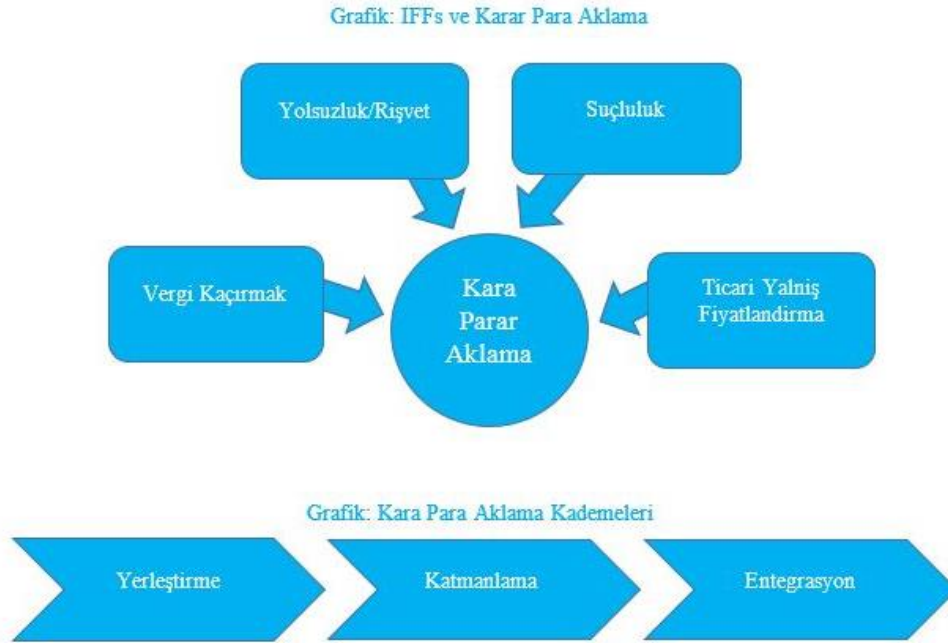 Grafik: IFFs ve Karar Para Aklama
Yolsuzluk/Rişvet
Suçluluk
Vergi Kaçırmak
Kara
Parar
Aklama
Ticari Yalniş
Fiyatlandirma
Grafik: Kara Para Aklama Kademeleri
Yerleştirme
Katmanlama
Entegrasyon